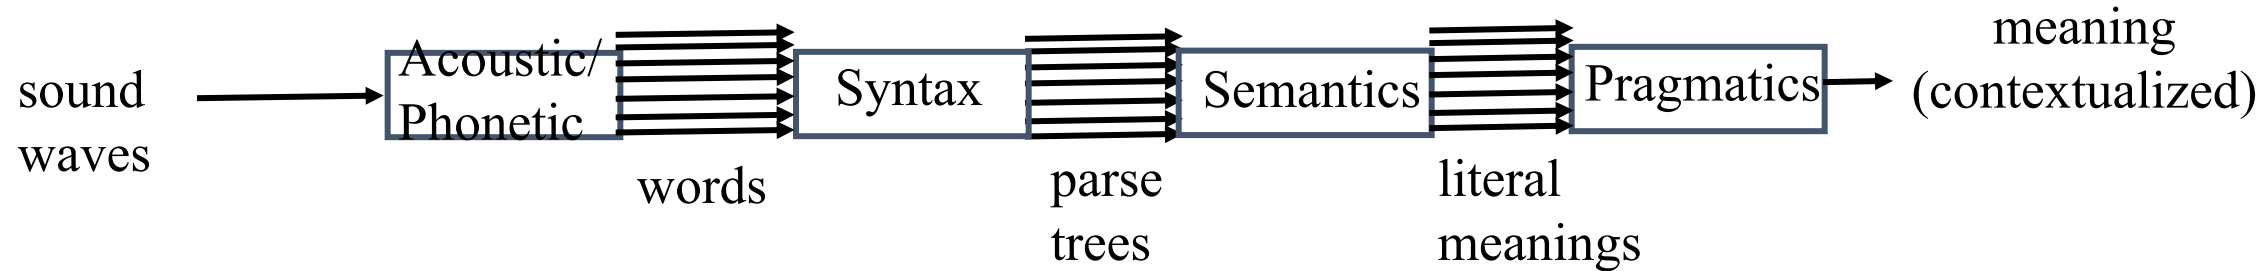 sound
waves
Acoustic/
Phonetic
words
Syntax
parse
trees
Semantics
literal
meanings
Pragmatics
meaning
(contextualized)